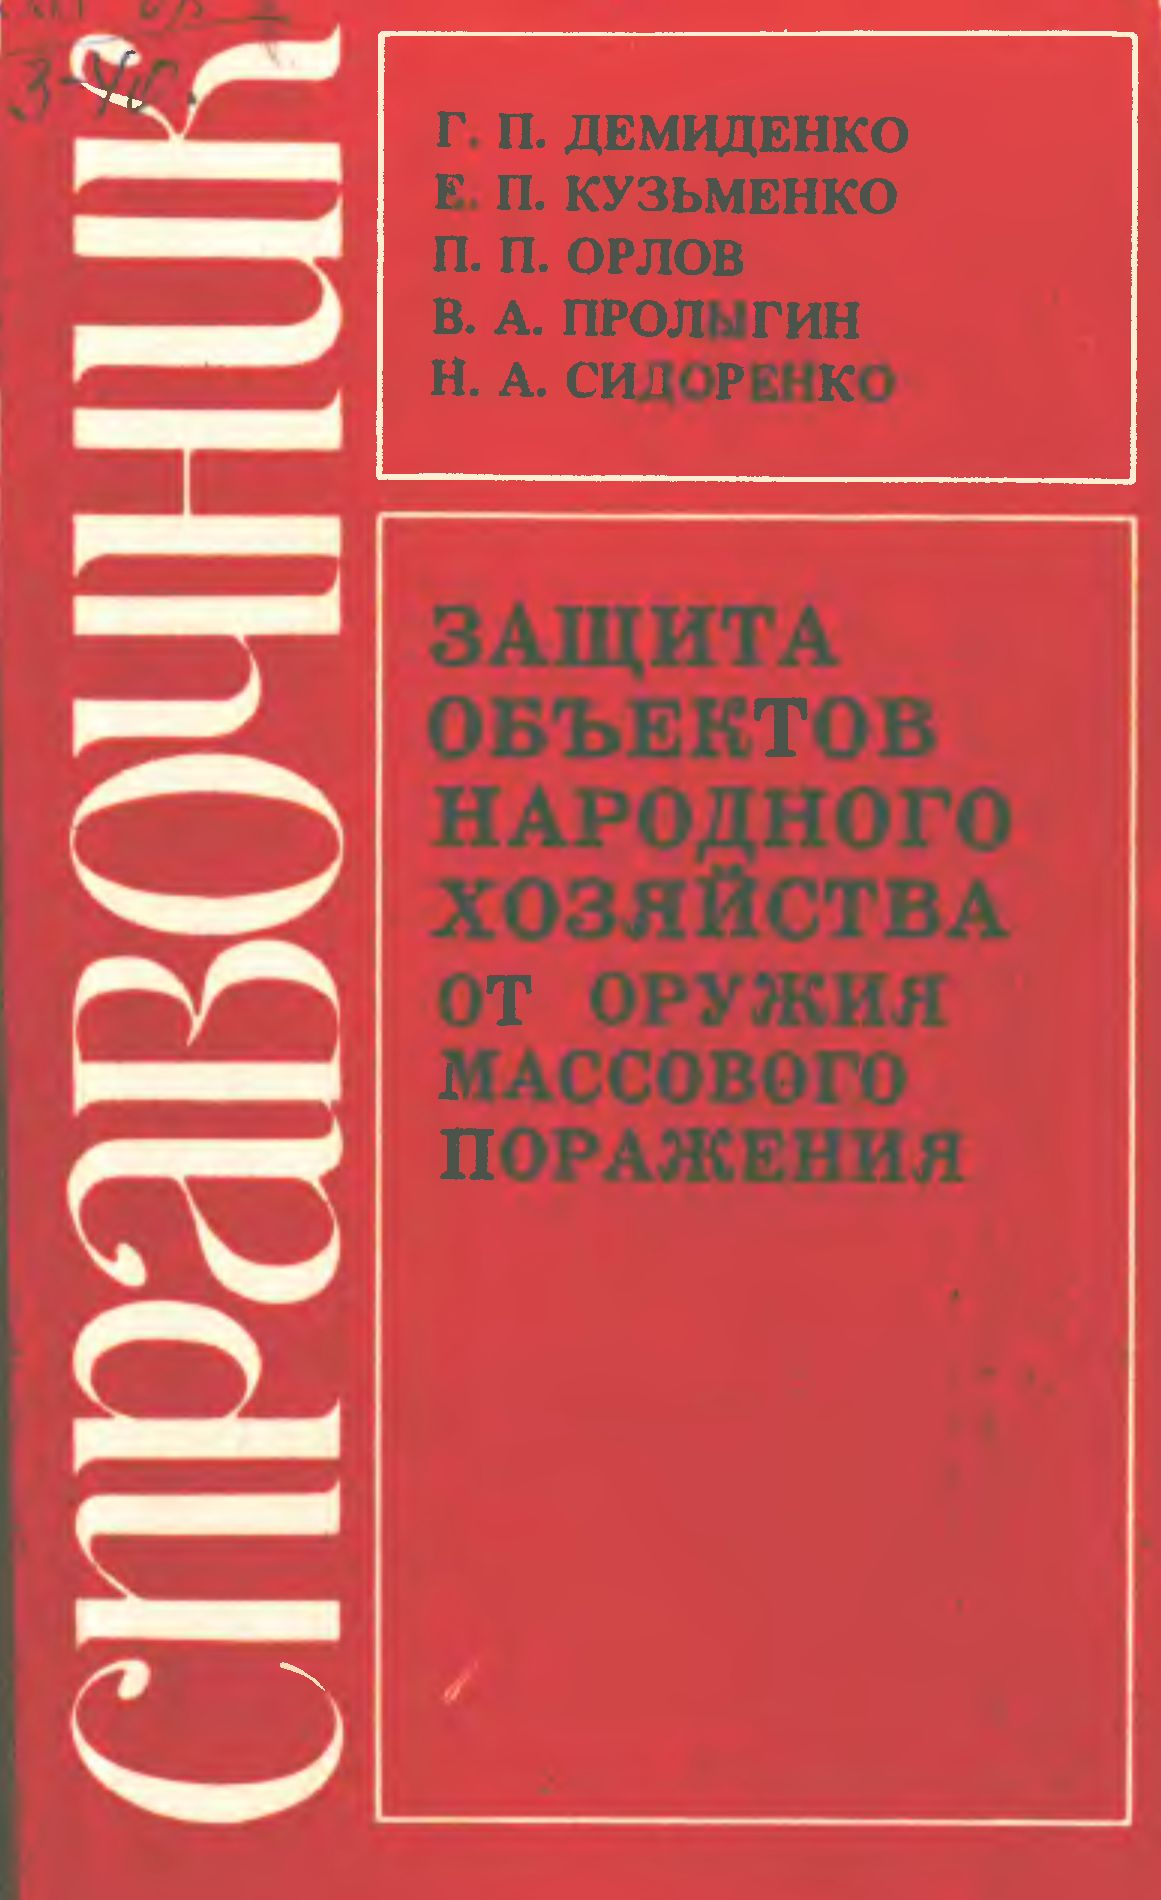 справочник
Г. П. ДЕМИДЕНКО
Е. П. КУЗЬМЕНКО
П. П. ОРЛОВ
В. А. ПРОЛЫГИН
Н. А. СИДОРЕНКО
ЗАЩИТА
ОБЪЕКТОВ
НАРОДНОГО
ХОЗЯЙСТВА
ОТ ОРУЖИЯ
МАССОВОГО
ПОРАЖЕНИЯ